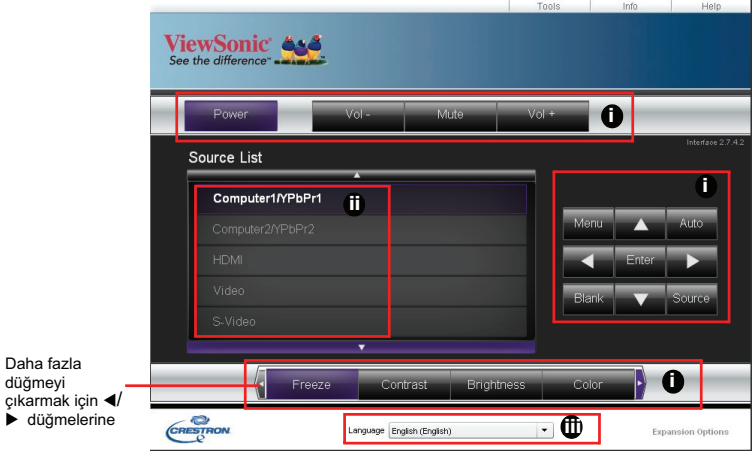 Tools Info Help
ViewSonic®
See the difference™
Power Vol - Mute Vol + i
Interface 2.7.4.2
Source List
Computer1/YPbPr1
Computer2/YPbPr2
HDMI
Video
S-Video
ii
i
Menu Auto
Enter
Blank Source
Daha fazla
düğmeyi
çıkarmak için ◀/
▶ düğmelerine
Freeze Contrast Brightness Color i
CRESTRON
Language English (English) iii
Expansion Options